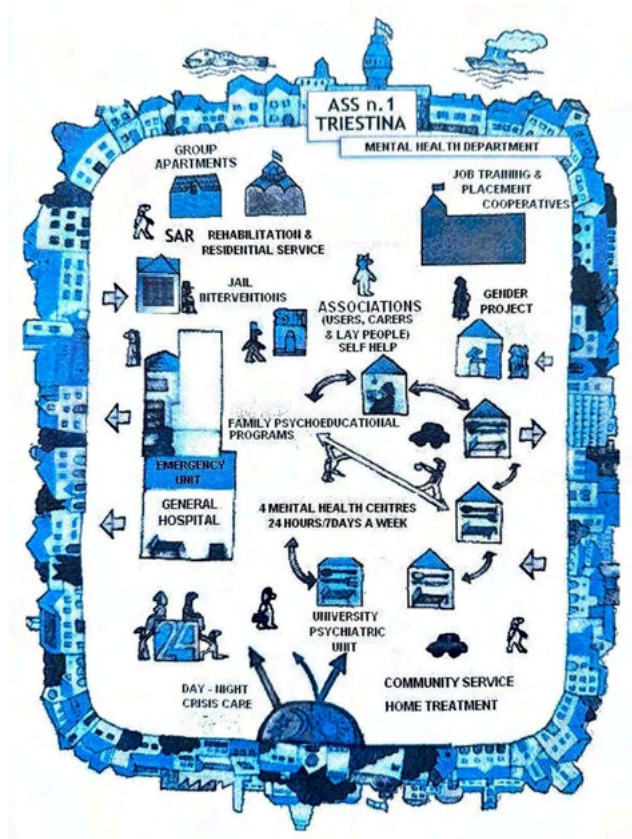 ASS n.1
TRIESTINA
MENTAL HEALTH DEPARTMENT
GROUP
APARTMENTS
JOB TRAINING &
PLACEMENT
COOPERATIVES
SAR REHABILITATION &
RESIDENTIAL SERVICE
JAIL
INTERVENTIONS
ASSOCIATIONS
(USERS, CARERS
& LAY PEOPLE)
SELF HELP
GENDER
PROJECT
FAMILY PSYCHOEDUCATIONAL
PROGRAMS
EMERGENCY
UNIT
GENERAL
HOSPITAL
4 MENTAL HEALTH CENTRES
24 HOURS/7DAYS A WEEK
24
UNIVERSITY
PSYCHIATRIC
UNIT
DAY - NIGHT
CRISIS CARE
COMMUNITY SERVICE
HOME TREATMENT